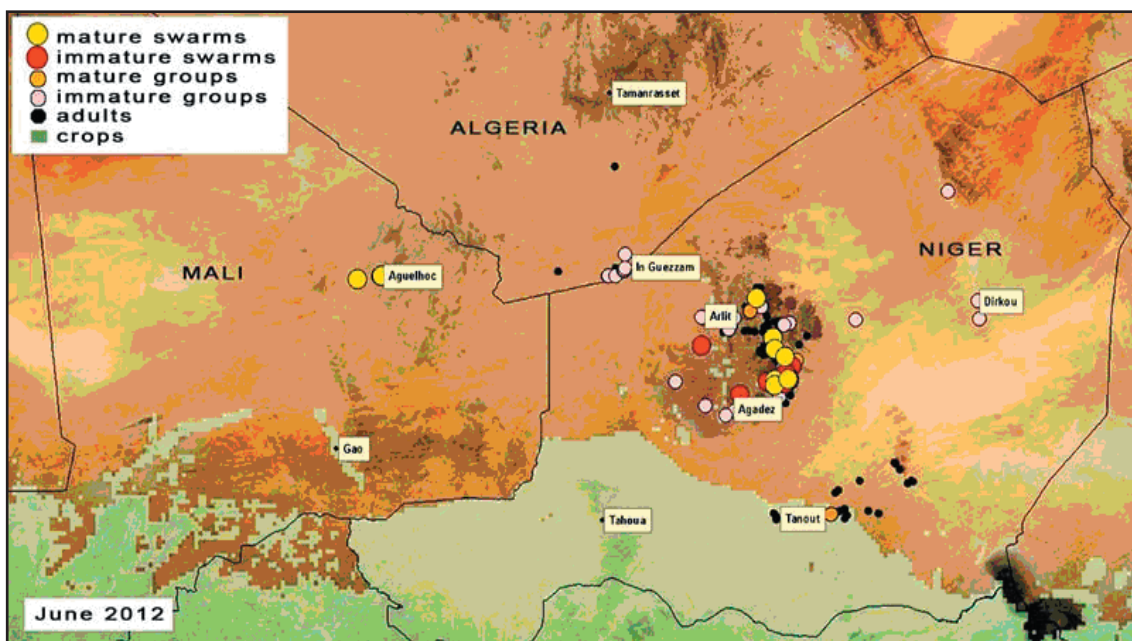 mature swarms
immature swarms
mature groups
immature groups
adults
crops
Tamanrasset
ALGERIA
NIGER
MALI
Aguelhoc
In Guezzam
Dirkou
Arlit
Agadez
Gao
Tahoua
Tanout
June 2012